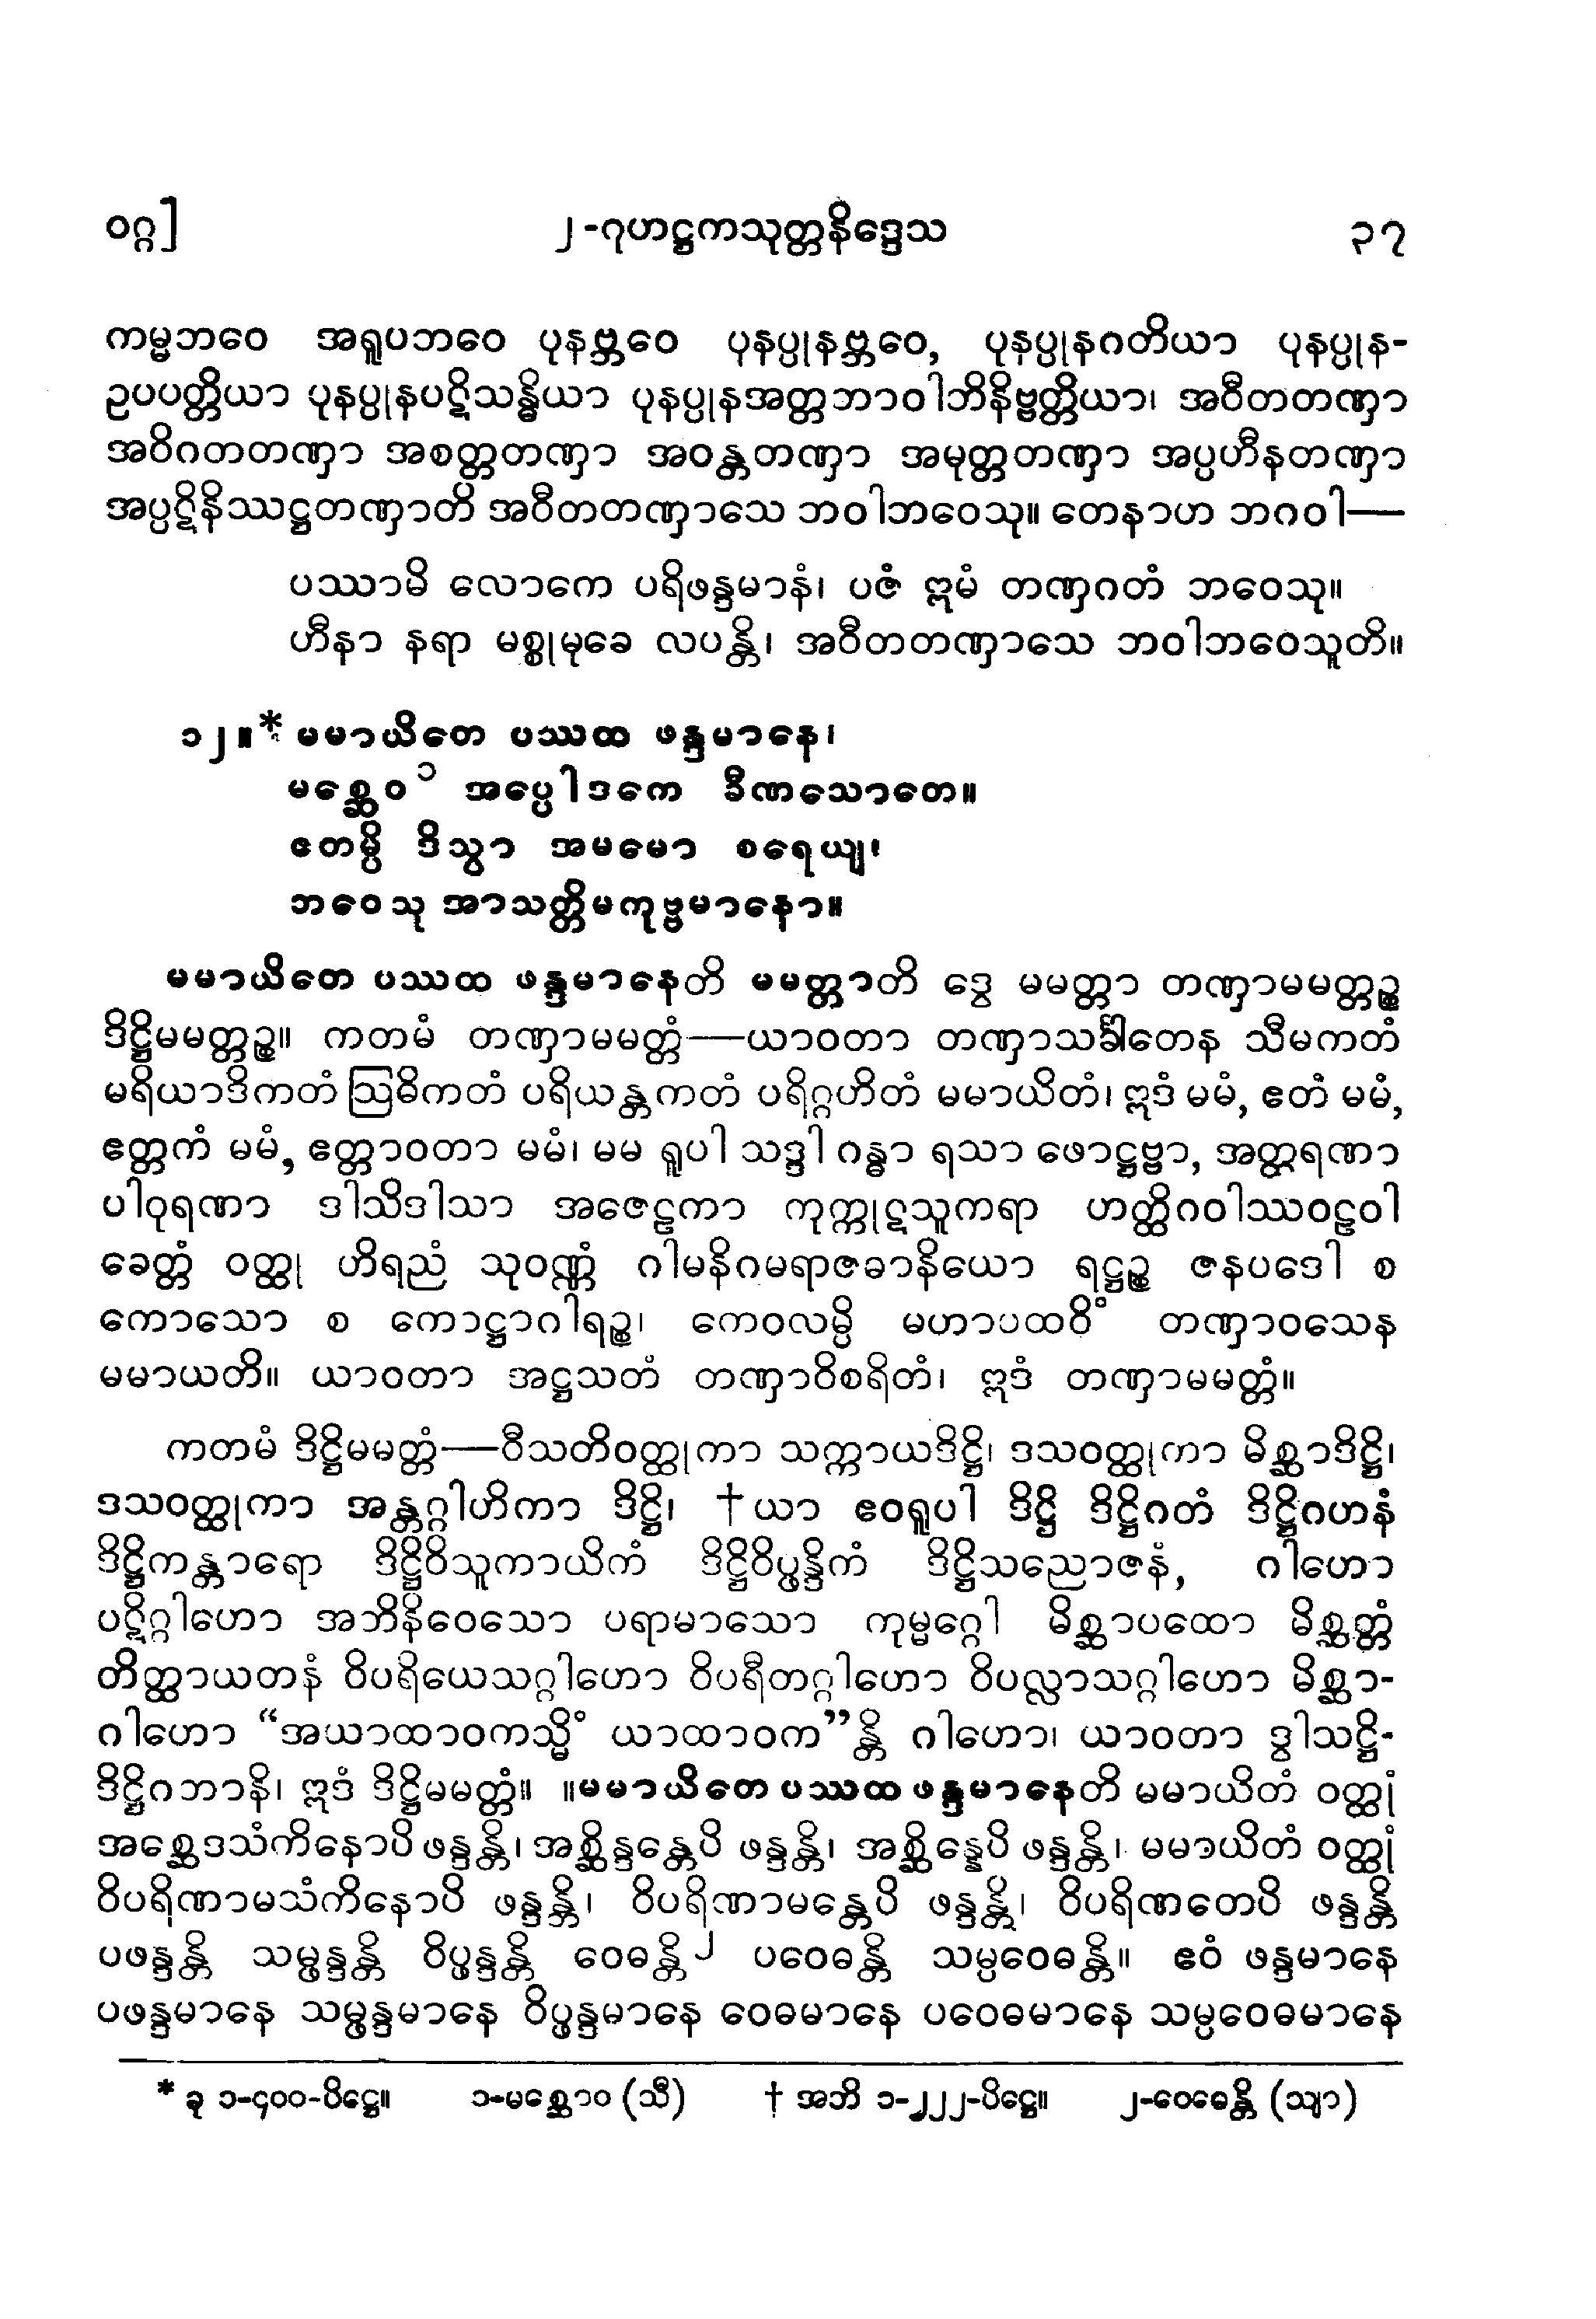 ဝဂ္ဂ] ၂-ဂုဟဋ္ဌကသုတ္တနိဒ္ဒေသ ၃၇
ကမ္မဘဝေ အရူပဘဝေ ပုနဗ္ဘဝေ ပုနပ္ပုနဗ္ဘဝေ, ပုနပ္ပုနဂတိယာ ပုနပ္ပုန-
ဥပပတ္တိယာ ပုနပ္ပုနပဋိသန္ဓိယာ ပုနပ္ပုနအတ္တဘာဝါဘိနိဗ္ဗတ္တိယာ၊ အဝီတတဏှာ
အဝိဂတတဏှာ အစတ္တတဏှာ အဝန္တတဏှာ အမုတ္တတဏှာ အပ္ပဟီနတဏှာ
အပ္ပဋိနိဿဋ္ဌတဏှာတိ အဝီတတဏှာသေ ဘဝါဘဝေသု။ တေနာဟ ဘဂဝါ—
ပဿာမိ လောကေ ပရိဖန္ဒမာနံ၊ ပဇံ ဣမံ တဏှဂတံ ဘဝေသု။
ဟီနာ နရာ မစ္စုမုခေ လပန္တိ၊ အဝီတတဏှာသေ ဘဝါဘဝေသူတိ။
၁၂။* မမာယိတေ ပဿထ ဖန္ဒမာနေ၊
မစ္ဆေဝ ၁ အပ္ပေါဒကေ ခီဏသောတေ။
ဧတမ္ပိ ဒိသွာ အမမော စရေယျ၊
ဘဝေသု အာသတ္တိမကုဗ္ဗမာနော။
မမာယိတေ ပဿထ ဖန္ဒမာနေတိ မမတ္တာတိ ဒွေ မမတ္တာ တဏှာမမတ္တဉ္စ
ဒိဋ္ဌိမမတ္တဉ္စ။ ကတမံ တဏှာမမတ္တံ—ယာဝတာ တဏှာသင်္ခါတေန သီမကတံ
မရိယာဒိကတံ ဩဓိကတံ ပရိယန္တကတံ ပရိဂ္ဂဟိတံ မမာယိတံ၊ ဣဒံ မမံ, ဧတံ မမံ,
ဧတ္တကံ မမံ, ဧတ္တာဝတာ မမံ၊ မမ ရူပါ သဒ္ဒါ ဂန္ဓာ ရသာ ဖောဋ္ဌဗ္ဗာ, အတ္ထရဏာ
ပါဝုရဏာ ဒါသိဒါသာ အဇေဠကာ ကုက္ကုဋသူကရာ ဟတ္ထိဂဝါဿဝဠဝါ
ခေတ္တံ ဝတ္ထု ဟိရညံ သုဝဏ္ဏံ ဂါမနိဂမရာဇဓာနိယော ရဋ္ဌဉ္စ ဇနပဒေါ စ
ကောသော စ ကောဋ္ဌာဂါရဉ္စ၊ ကေဝလမ္ပိ မဟာပထဝိံ တဏှာဝသေန
မမာယတိ။ ယာဝတာ အဋ္ဌသတံ တဏှာဝိစရိတံ၊ ဣဒံ တဏှာမမတ္တံ။
ကတမံ ဒိဋ္ဌိမမတ္တံ—ဝီသတိဝတ္ထုကာ သက္ကာယဒိဋ္ဌိ၊ ဒသဝတ္ထုကာ မိစ္ဆာဒိဋ္ဌိ၊
ဒသဝတ္ထုကာ အန္တဂ္ဂါဟိကာ ဒိဋ္ဌိ၊ †ယာ ဧဝရူပါ ဒိဋ္ဌိ ဒိဋ္ဌိဂတံ ဒိဋ္ဌိဂဟနံ
ဒိဋ္ဌိကန္တာရော ဒိဋ္ဌိဝိသူကာယိကံ ဒိဋ္ဌိဝိပ္ဖန္ဒိကံ ဒိဋ္ဌိသညောဇနံ, ဂါဟော
ပဋိဂ္ဂါဟော အဘိနိဝေသော ပရာမာသော ကုမ္မဂ္ဂေါ မိစ္ဆာပထော မိစ္ဆတ္တံ
တိတ္ထာယတနံ ဝိပရိယေသဂ္ဂါဟော ဝိပရီတဂ္ဂါဟော ဝိပလ္လာသဂ္ဂါဟော မိစ္ဆာ-
ဂါဟော “အယာထာဝကသ္မိံ ယာထာဝက”န္တိ ဂါဟော၊ ယာဝတာ ဒွါသဋ္ဌိ-
ဒိဋ္ဌိဂဘာနိ၊ ဣဒံ ဒိဋ္ဌိမမတ္တံ။ ။မမာယိတေ ပဿထ ဖန္ဒမာနေတိ မမာယိတံ ဝတ္ထုံ
အစ္ဆေဒသံကိနောပိ ဖန္ဒန္တိ၊ အစ္ဆိန္ဒန္တေပိ ဖန္ဒန္တိ၊ အစ္ဆိန္နေပိ ဖန္ဒန္တိ၊ မမာယိတံ ဝတ္ထုံ
ဝိပရိဏာမသံကိနောပိ ဖန္ဒန္တိ၊ ဝိပရိဏာမန္တေပိ ဖန္ဒန္တိ၊ ဝိပရိဏတေပိ ဖန္ဒန္တိ
ပဖန္ဒန္တိ သမ္ဖန္ဒန္တိ ဝိပ္ဖန္ဒန္တိ ဝေဓန္တိ ၂ ပဝေဓန္တိ သမ္ပဝေဓန္တိ။ ဧဝံ ဖန္ဒမာနေ
ပဖန္ဒမာနေ သမ္ဖန္ဒမာနေ ဝိပ္ဖန္ဒမာနေ ဝေဓမာနေ ပဝေဓမာနေ သမ္ပဝေဓမာနေ
* ခု ၁-၄၀၀-ပိဋ္ဌေ။ ၁-မစ္ဆောဝ (သီ) † အဘိ ၁-၂၂၂-ပိဋ္ဌေ။ ၂-ဝေဓေန္တိ (သျာ)